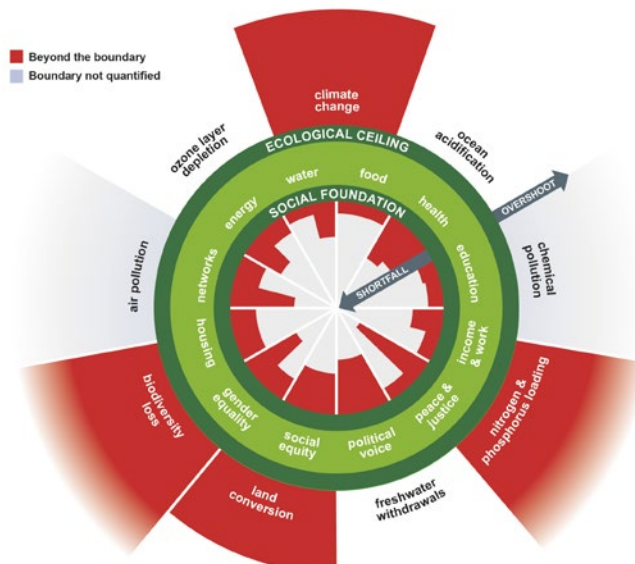 Beyond the boundary
Boundary not quantified
climate
change
ozone layer
depletion
ocean
acidification
ECOLOGICAL CEILING
water
food
energy
health
SOCIAL FOUNDATION
OVERSHOOT
air pollution
networks
SHORTFALL
education
chemical
pollution
housing
income
& work
biodiversity
loss
gender
equality
peace &
justice
nitrogen &
phosphorus loading
social
equity
political
voice
land
conversion
freshwater
withdrawals